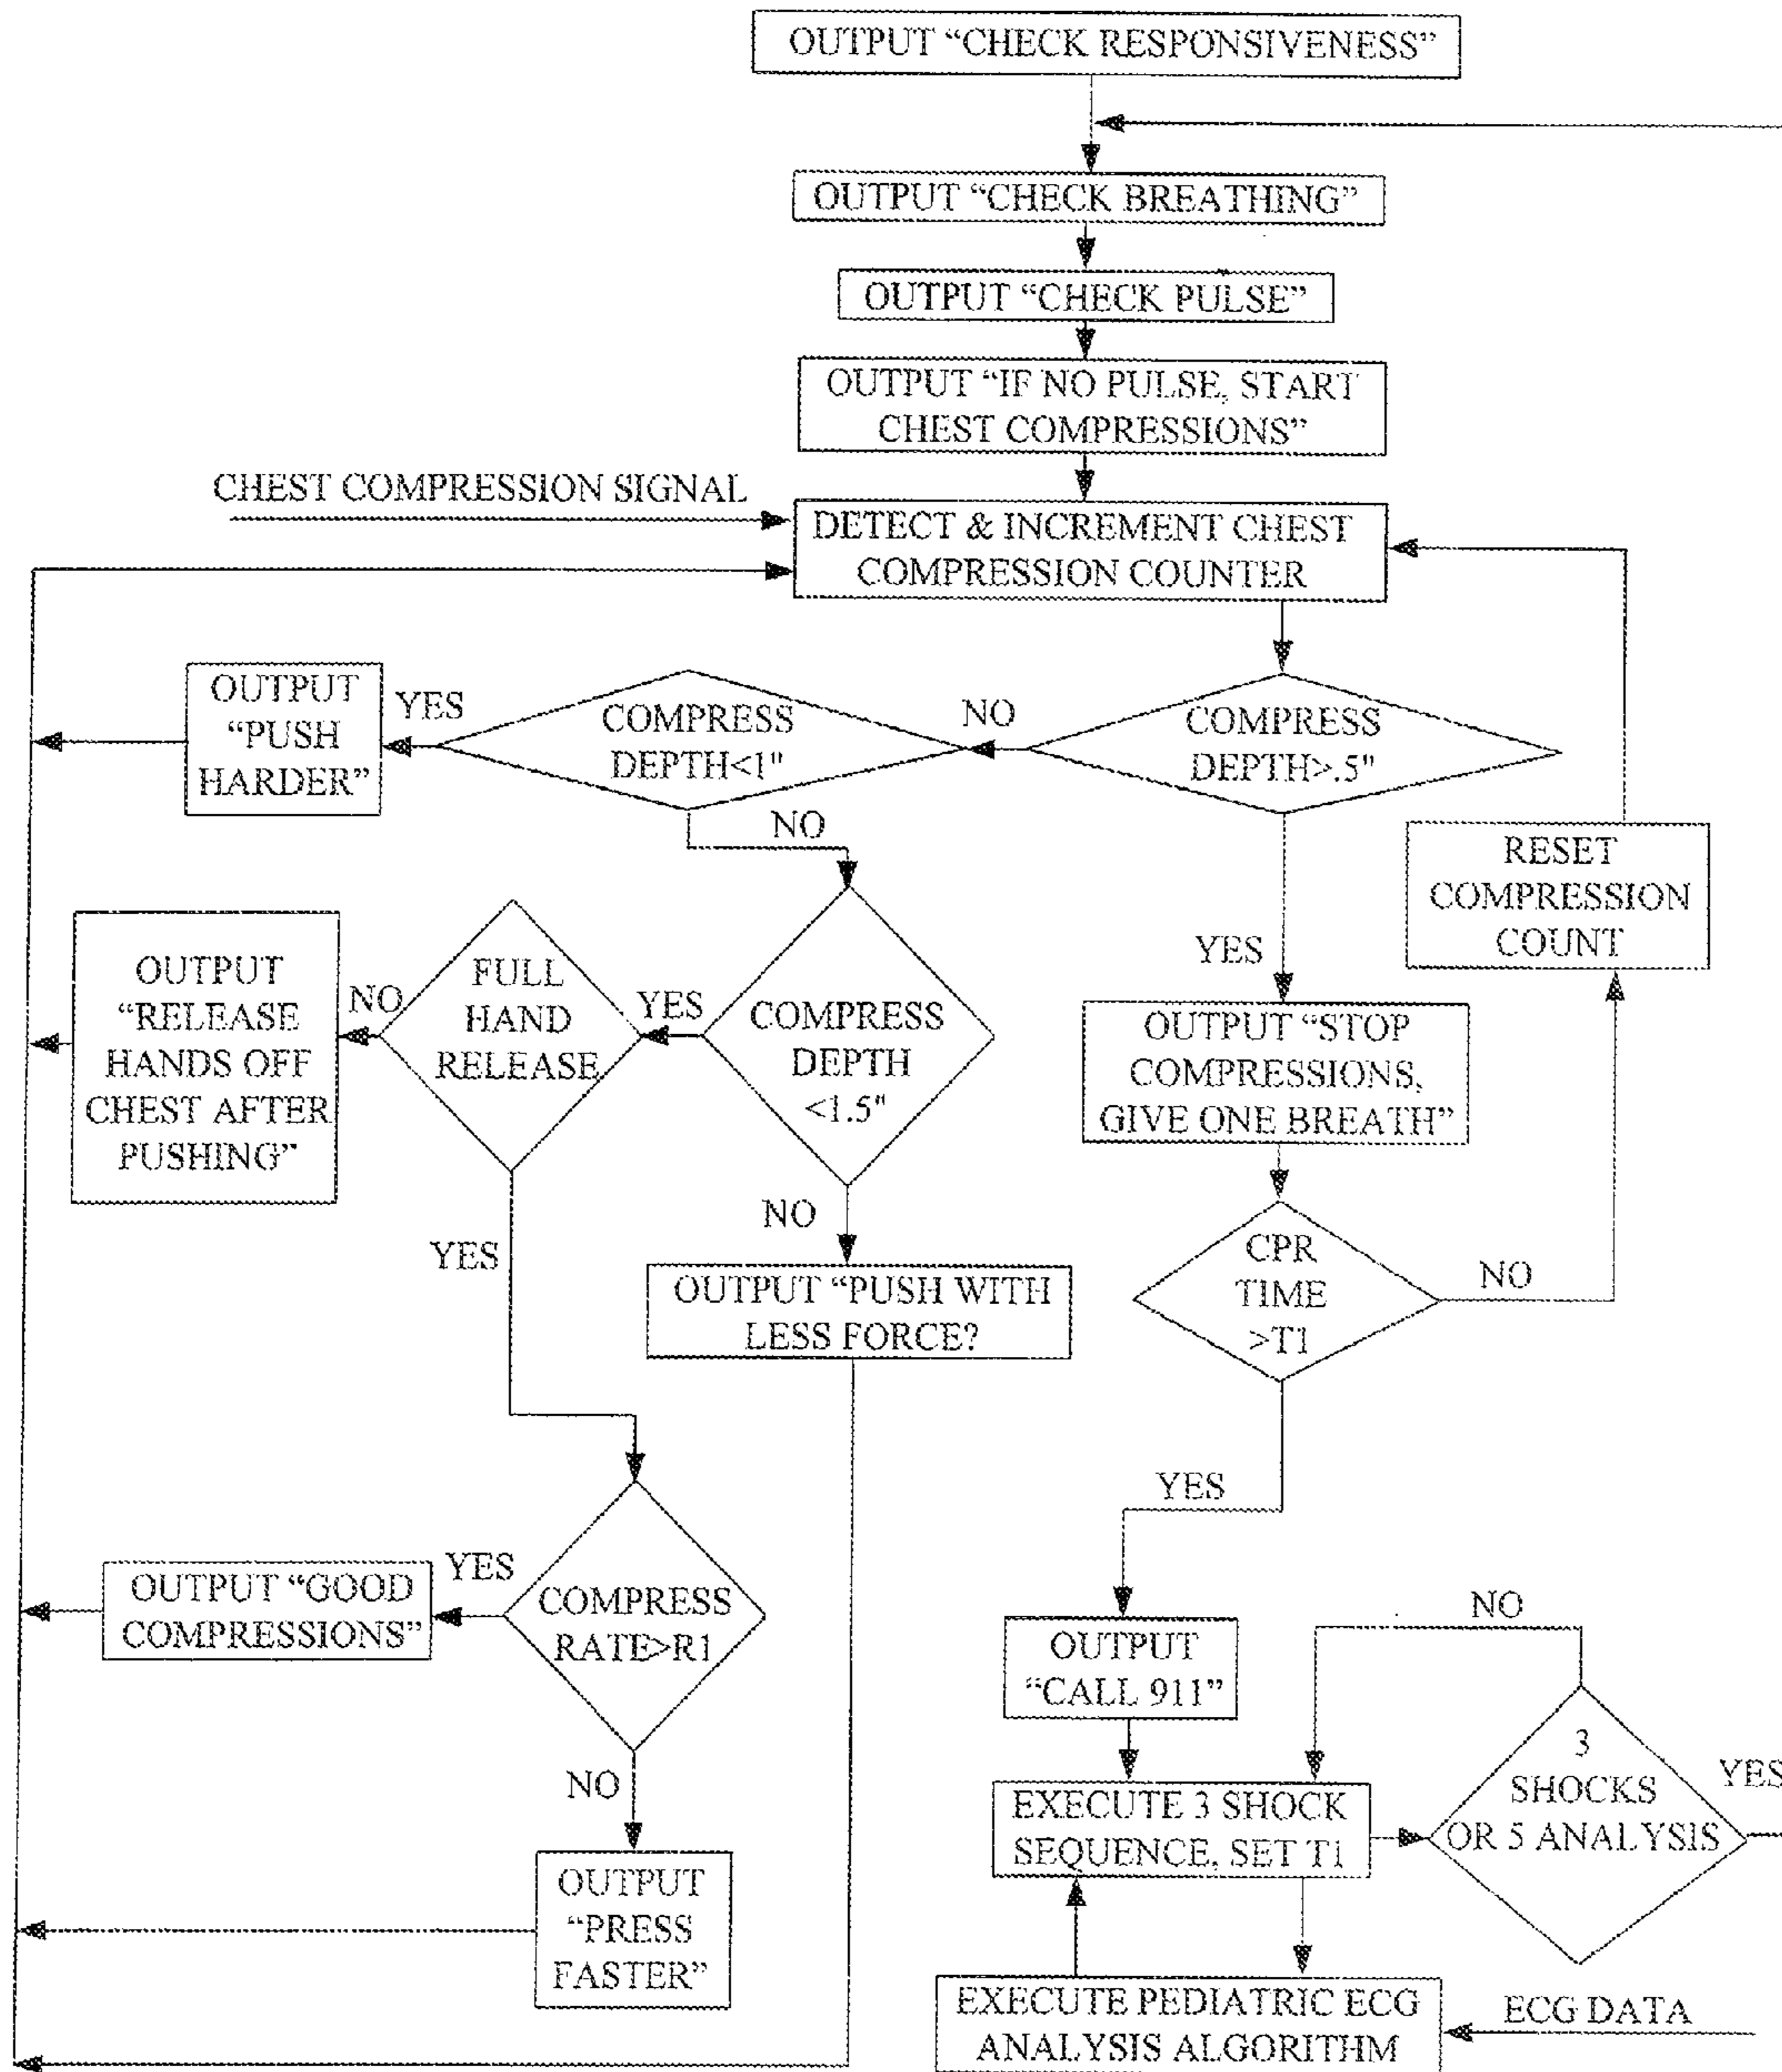 OUTPUT “CHECK RESPONSIVENESS”
OUTPUT “CHECK BREATHING”
OUTPUT “CHECK PULSE”
OUTPUT “IF NO PULSE, START
CHEST COMPRESSIONS”
CHEST COMPRESSION SIGNAL
DETECT & INCREMENT CHEST
COMPRESSION COUNTER
OUTPUT
“PUSH
HARDER”
YES
COMPRESS
DEPTH<1"
NO
COMPRESS
DEPTH>.5"
NO
YES
RESET
COMPRESSION
COUNT
OUTPUT
“RELEASE
HANDS OFF
CHEST AFTER
PUSHING”
NO
FULL
HAND
RELEASE
YES
COMPRESS
DEPTH
<1.5"
OUTPUT “STOP
COMPRESSIONS,
GIVE ONE BREATH”
YES
NO
OUTPUT “PUSH WITH
LESS FORCE?
CPR
TIME
>T1
NO
YES
OUTPUT “GOOD
COMPRESSIONS”
YES
COMPRESS
RATE>R1
NO
OUTPUT
“PRESS
FASTER”
OUTPUT
“CALL 911”
NO
3
SHOCKS
OR 5 ANALYSIS
YES
EXECUTE 3 SHOCK
SEQUENCE, SET T1
EXECUTE PEDIATRIC ECG
ANALYSIS ALGORITHM
ECG DATA